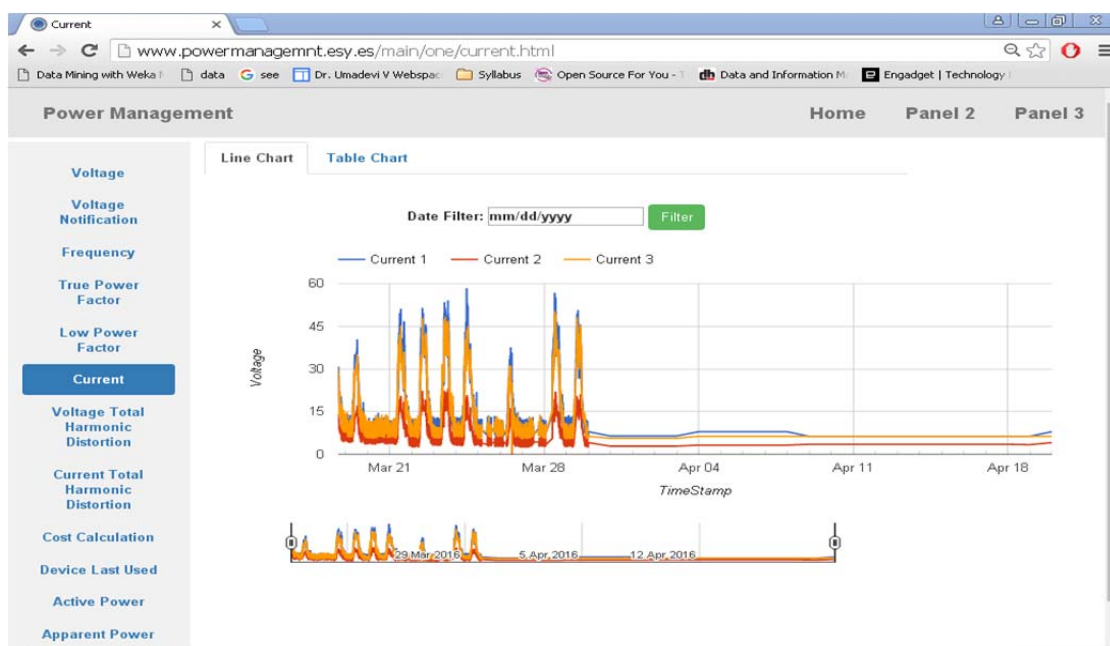 Current
www.powermanagemnt.esy.es/main/one/current.html
Data Mining with Weka
data
see
Dr. Umadevi V Webspac
Syllabus
Open Source For You -
Data and Information M
Engadget | Technology
Power Management
Home
Panel 2
Panel 3
Voltage
Voltage
Notification
Frequency
True Power
Factor
Low Power
Factor
Current
Voltage Total
Harmonic
Distortion
Current Total
Harmonic
Distortion
Cost Calculation
Device Last Used
Active Power
Apparent Power
Line Chart
Table Chart
Date Filter: mm/dd/yyyy
Filter
Current 1
Current 2
Current 3
Voltage
60
45
30
15
0
Mar 21
Mar 28
Apr 04
Apr 11
Apr 18
TimeStamp
29 Mar 2016
5 Apr 2016
12 Apr 2016